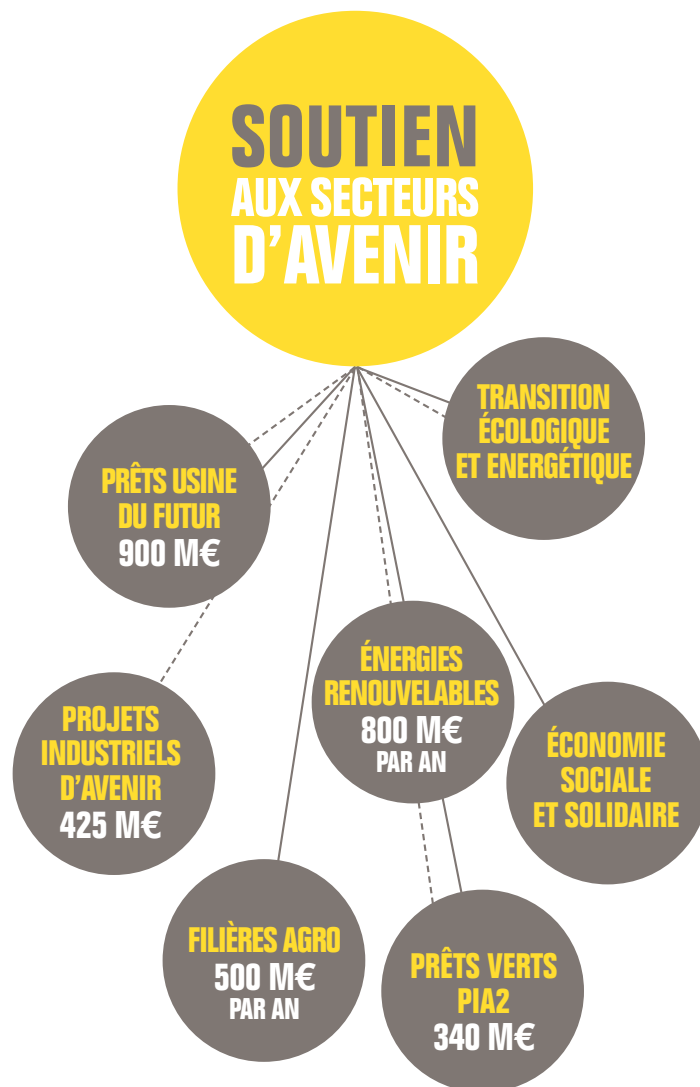 SOUTIEN
AUX SECTEURS
D'AVENIR
TRANSITION
ÉCOLOGIQUE
ET ENERGÉTIQUE
PRÊTS USINE
DU FUTUR
900 M€
ÉNERGIES
RENOUVELABLES
800 M€
PAR AN
PROJETS
INDUSTRIELS
D'AVENIR
425 M€
ÉCONOMIE
SOCIALE
ET SOLIDAIRE
FILIÈRES AGRO
500 M€
PAR AN
PRÊTS VERTS
PIA2
340 M€